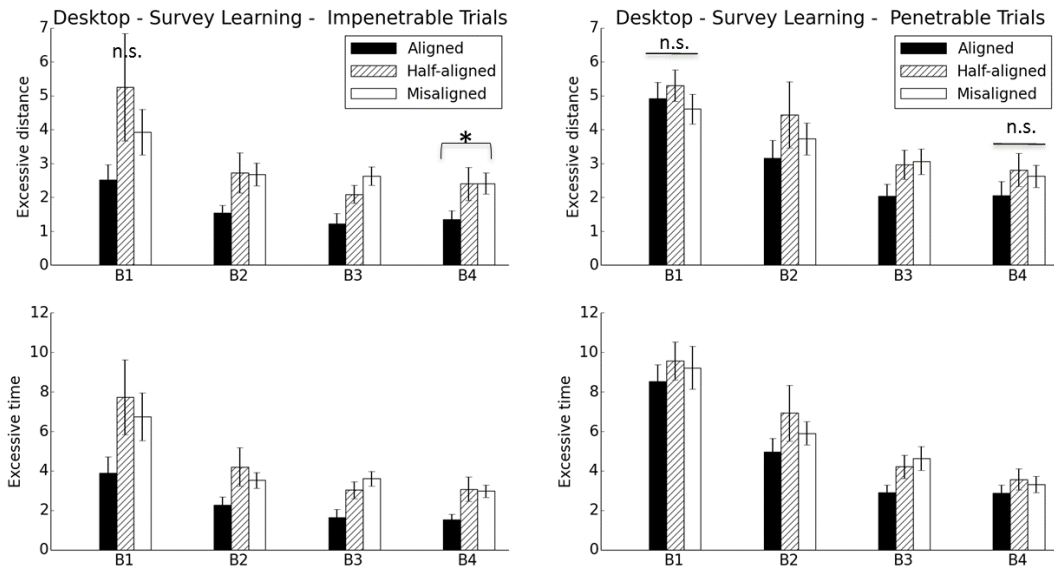 Desktop - Survey Learning -  Impenetrable Trials
Excessive distance
7
6
5
4
3
2
1
0
n.s.
Aligned
Half-aligned
Misaligned
*
B1 B2 B3 B4
Desktop - Survey Learning -  Penetrable Trials
Excessive distance
7
6
5
4
3
2
1
0
n.s.
Aligned
Half-aligned
Misaligned
n.s.
B1 B2 B3 B4
Excessive time
12
10
8
6
4
2
0
B1 B2 B3 B4
Excessive time
12
10
8
6
4
2
0
B1 B2 B3 B4